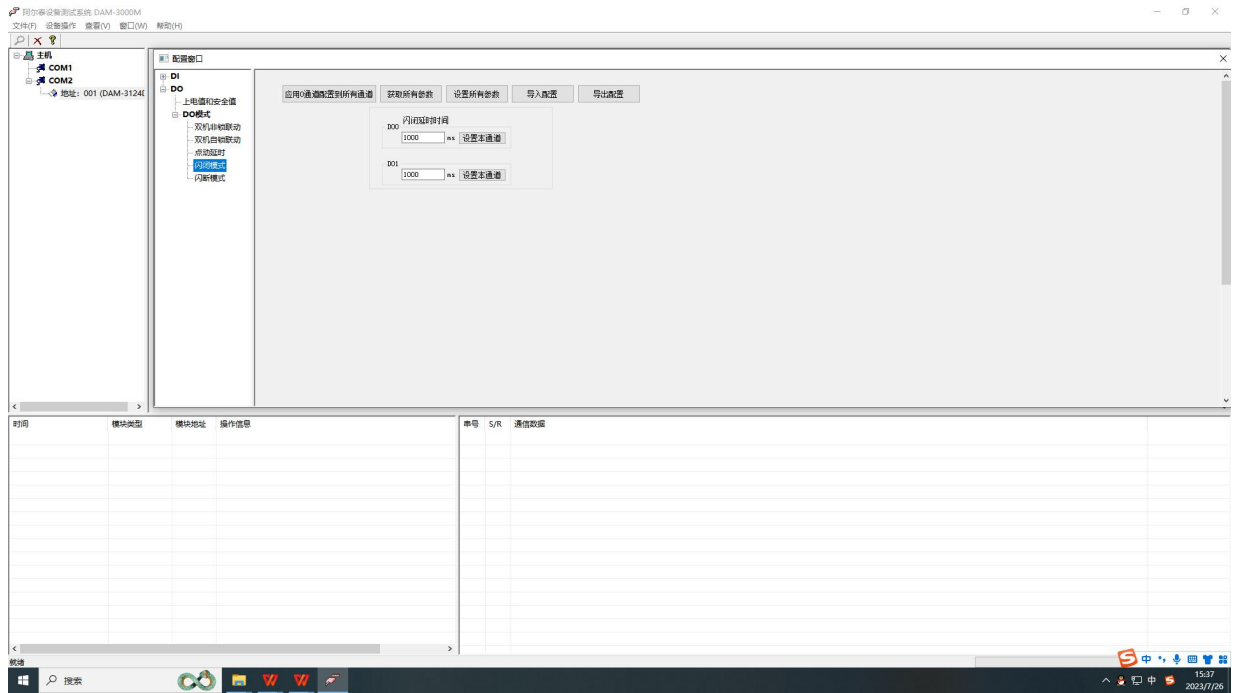 阿尔泰设备测试系统 DAM-3000M
文件(F) 设备操作 查看(V) 窗口(W) 帮助(H)
主机
COM1
COM2
地址：001 (DAM-3124D
配置窗口
DI
DO
上电值和安全值
DO模式
双机非锁联动
双机自锁联动
点动延时
闪闭模式
闪断模式
应用0通道配置到所有通道 获取所有参数 设置所有参数 导入配置 导出配置
闪闭延时时间
DO0
1000 ms 设置本通道
DO1
1000 ms 设置本通道
时间 模块类型 模块地址 操作信息
串号 S/R 通信数据
就绪
中
搜索
中
15:37
2023/7/26